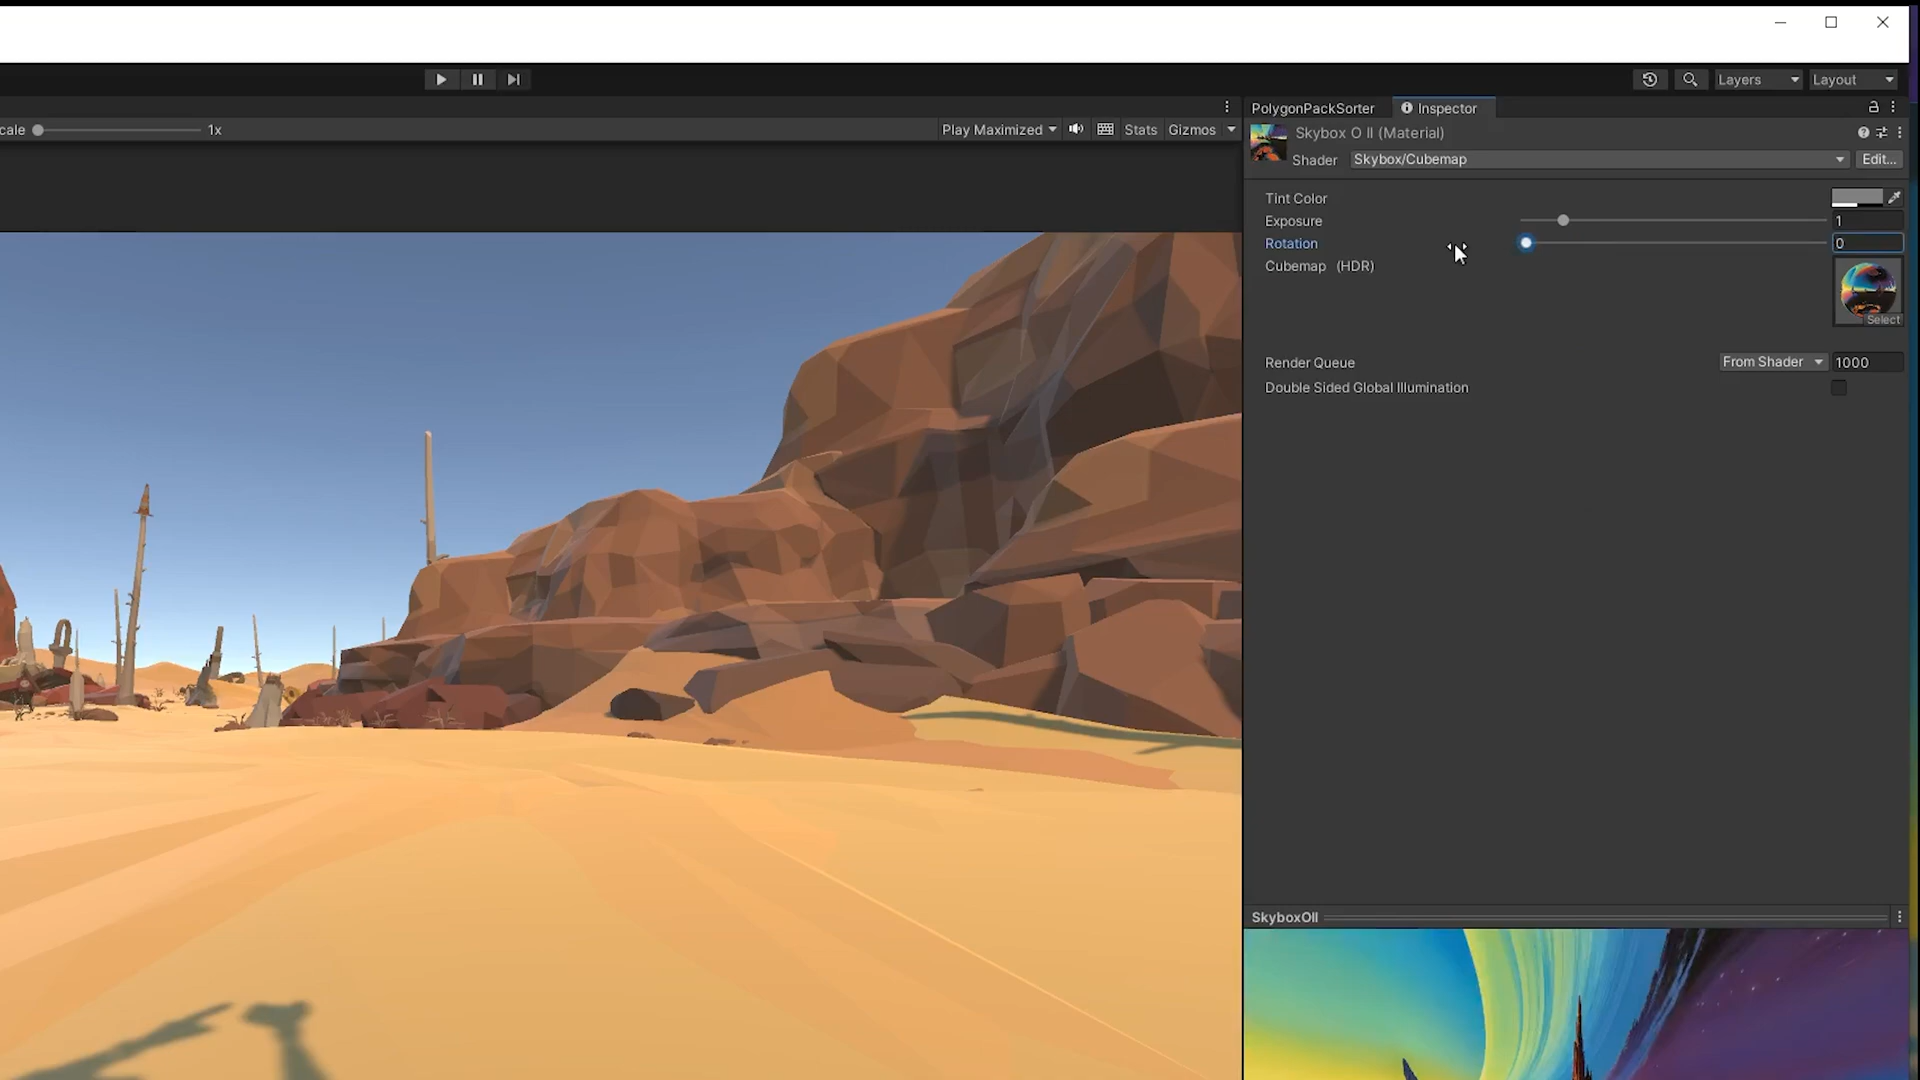 Layers
Layout
PolygonPackSorter
Inspector
cale
1x
Play Maximized
Stats
Gizmos
Skybox O II (Material)
Shader
Skybox/Cubemap
Edit...
Tint Color
Exposure
1
Rotation
0
Cubemap (HDR)
Select
Render Queue
From Shader
1000
Double Sided Global Illumination
SkyboxOII